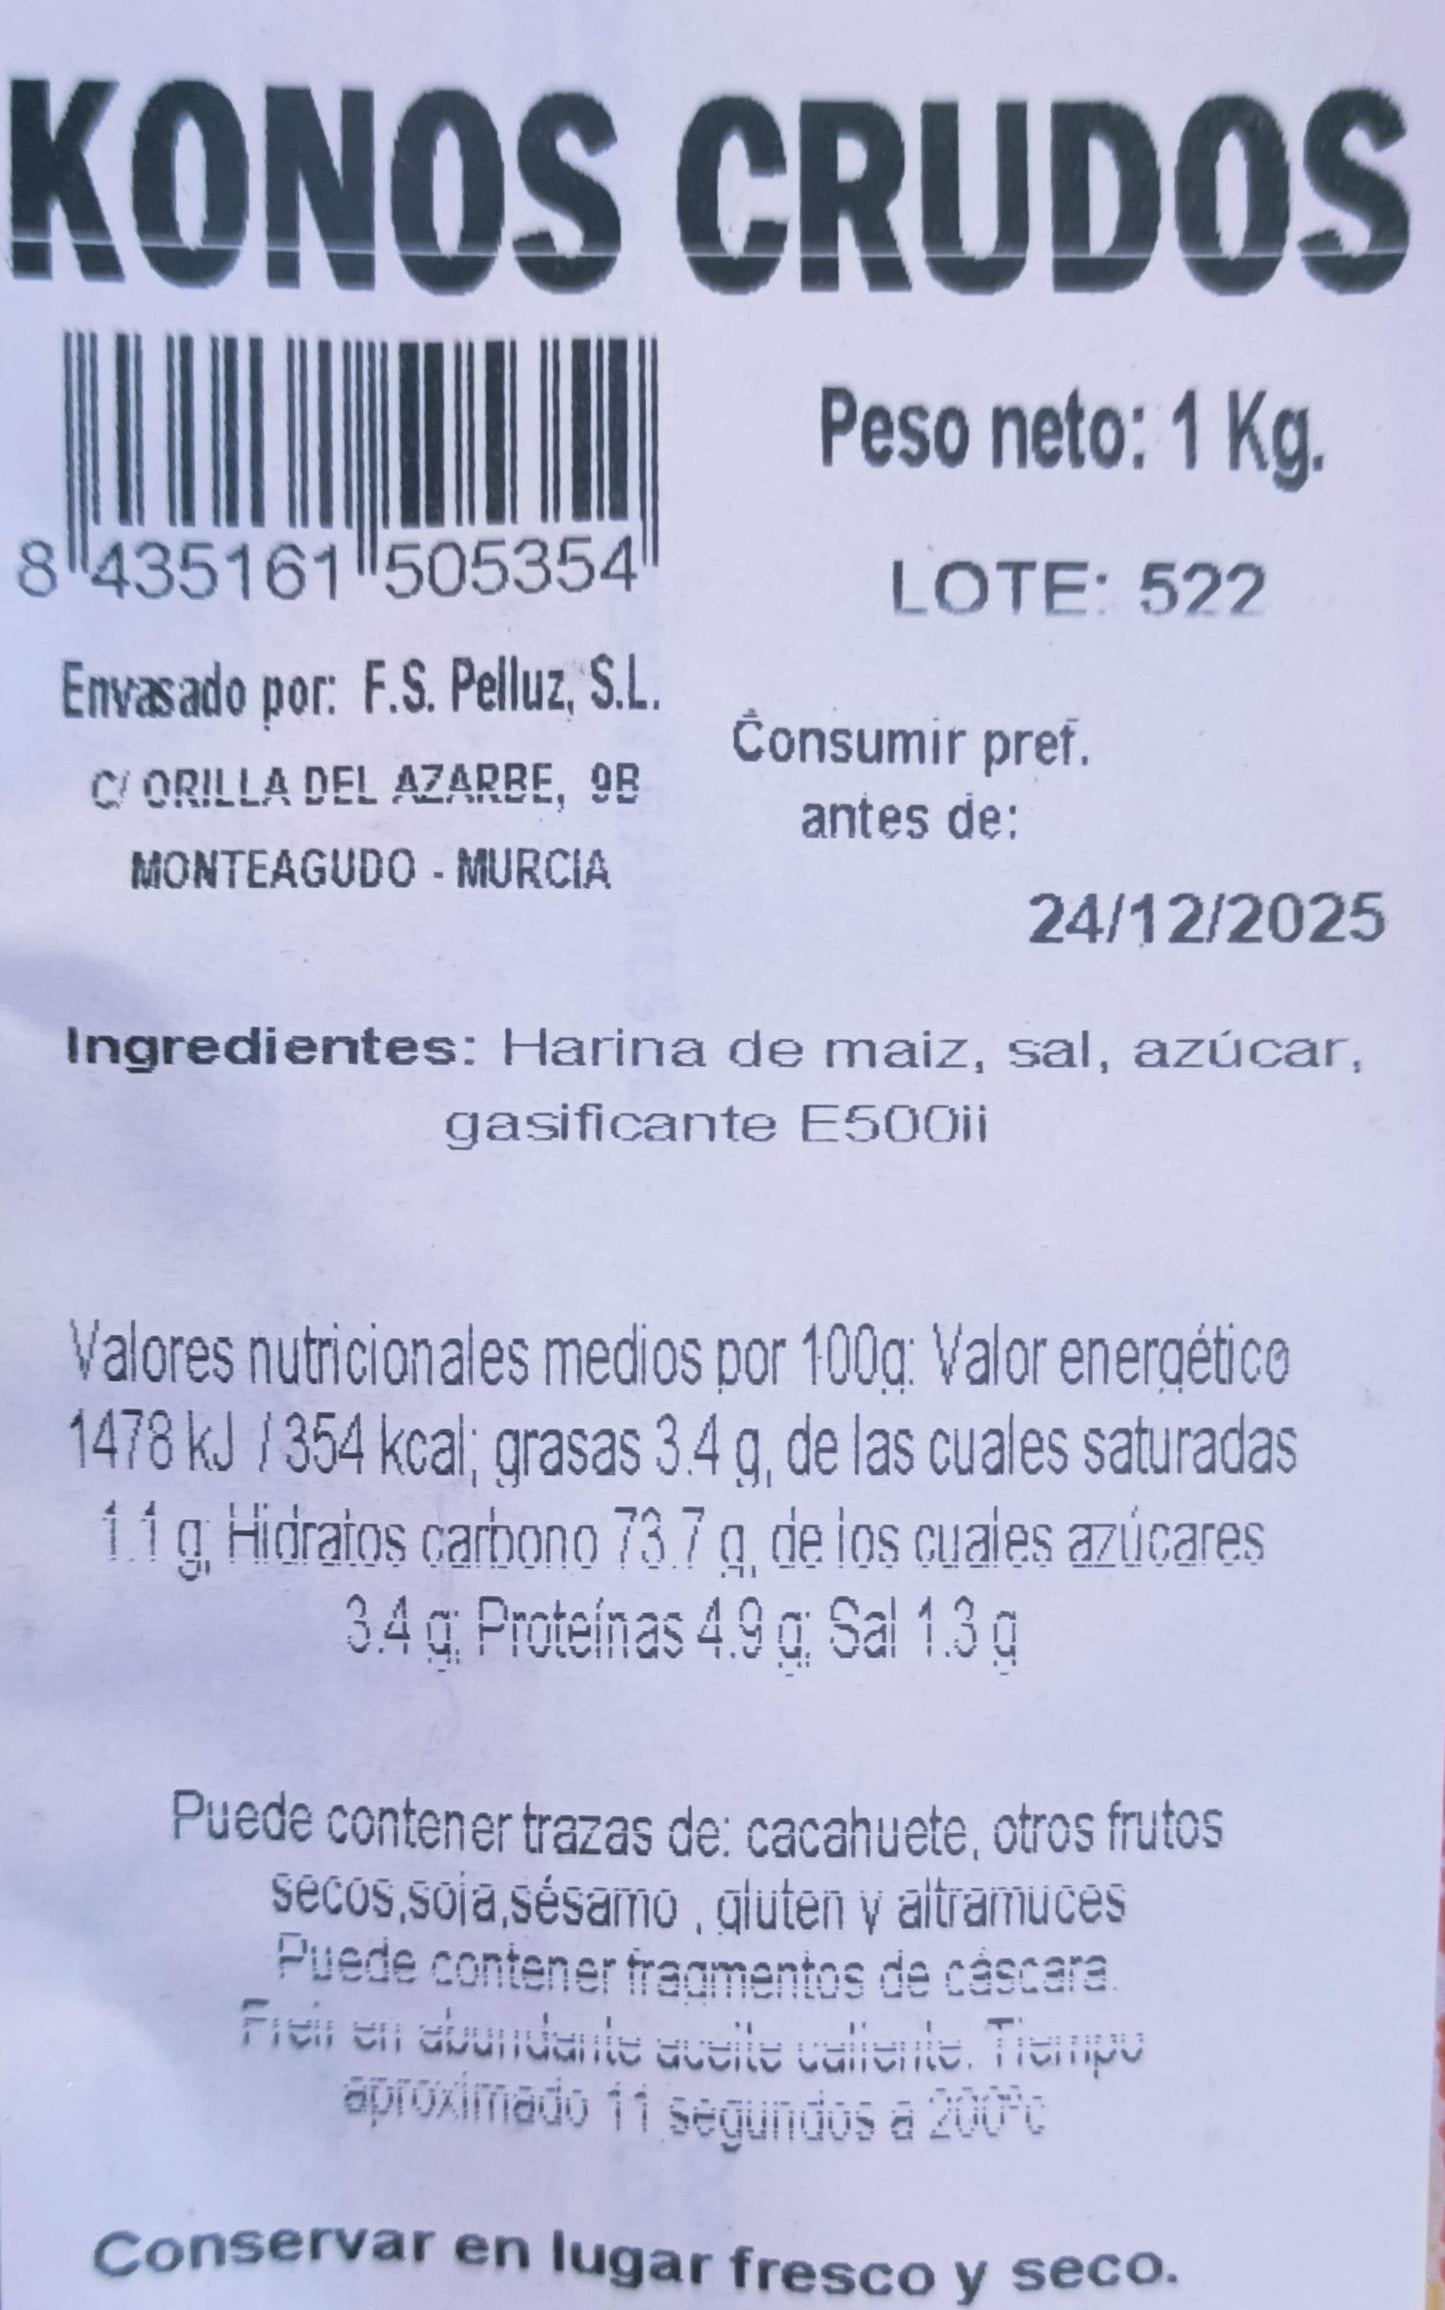 KONOS CRUDOS
8 435161 505354
Peso neto: 1 Kg.
LOTE: 522
Envasado por: F.S. Pelluz, S.L.
C/ ORILLA DEL AZARBE, 9B
MONTEAGUDO - MURCIA
Consumir pref.
antes de:
24/12/2025
Ingredientes: Harina de maiz, sal, azúcar,
gasificante E500ii
Valores nutricionales medios por 100g: Valor energético
1478 kJ / 354 kcal; grasas 3.4 g, de las cuales saturadas
1.1 g; Hidratos carbono 73.7 g, de los cuales azúcares
3.4 g; Proteínas 4.9 g; Sal 1.3 g
Puede contener trazas de: cacahuete, otros frutos
secos,soja,sésamo , gluten y altramuces
Puede contener fragmentos de cáscara.
Freír en abundante aceite caliente. Tiempo
aproximado 11 segundos a 200ºc
Conservar en lugar fresco y seco.